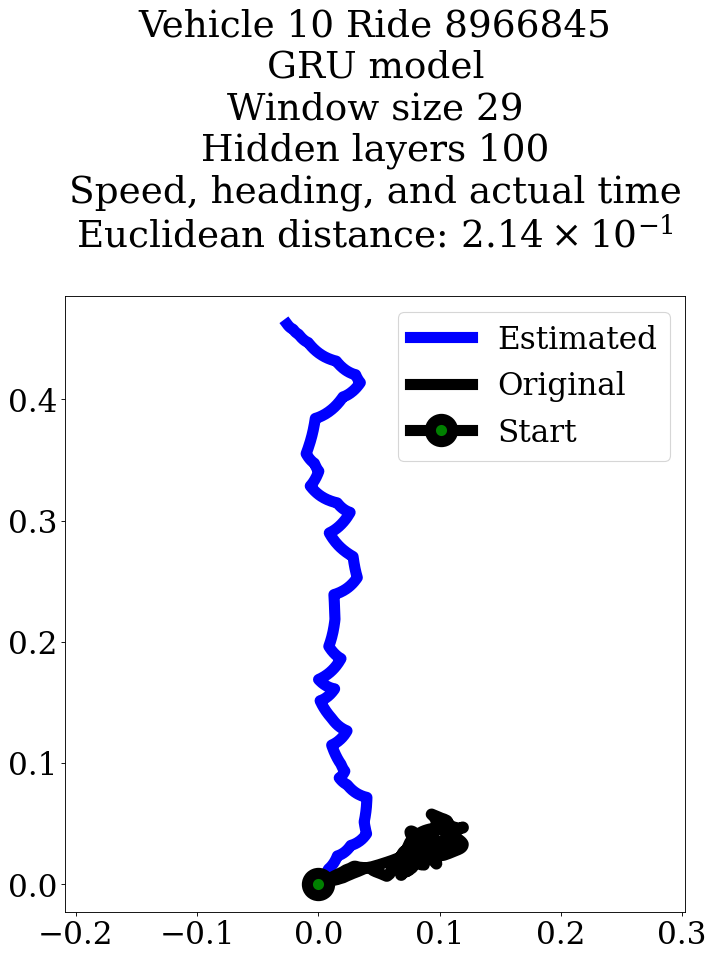 Vehicle 10 Ride 8966845
GRU model
Window size 29
Hidden layers 100
Speed, heading, and actual time
Euclidean distance: 2.14 × 10⁻¹
Estimated
Original
Start
0.4
0.3
0.2
0.1
0.0
−0.2 −0.1 0.0 0.1 0.2 0.3